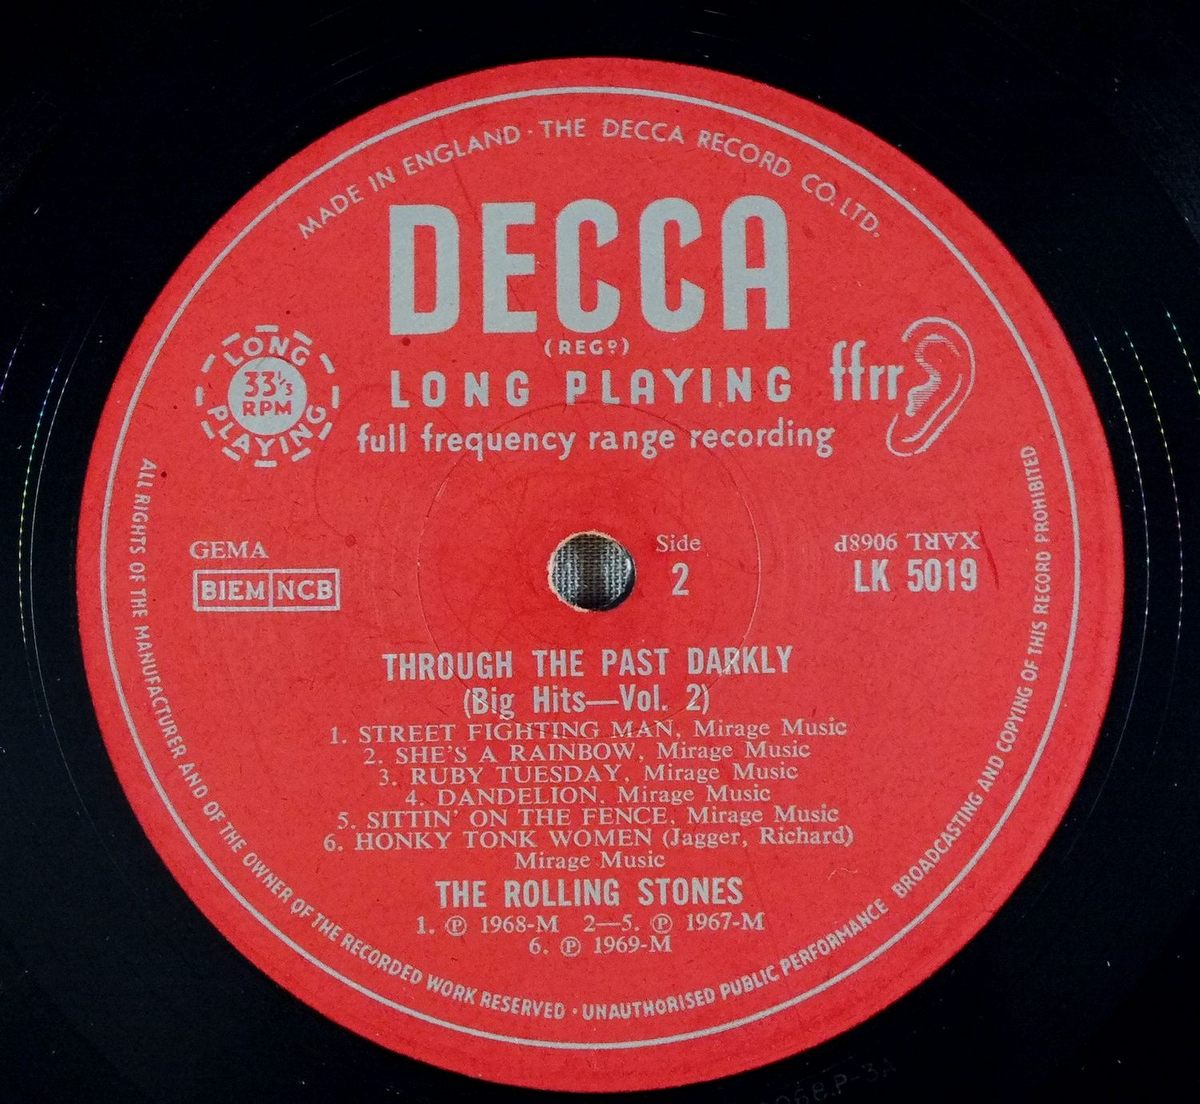 MADE IN ENGLAND · THE DECCA RECORD CO. LTD.
DECCA
(REGᴰ)
LONG PLAYING
full frequency range recording
ffrr
LONG
33⅓
RPM
PLAYING
GEMA
BIEM NCB
Side
2
XARL 9068P
LK 5019
THROUGH THE PAST DARKLY
(Big Hits—Vol. 2)
1. STREET FIGHTING MAN, Mirage Music
2. SHE'S A RAINBOW, Mirage Music
3. RUBY TUESDAY, Mirage Music
4. DANDELION, Mirage Music
5. SITTIN' ON THE FENCE, Mirage Music
6. HONKY TONK WOMEN (Jagger, Richard)
Mirage Music
THE ROLLING STONES
1. ℗ 1968-M 2—5. ℗ 1967-M
6. ℗ 1969-M
ALL RIGHTS OF THE MANUFACTURER AND OF THE OWNER OF THE RECORDED WORK RESERVED · UNAUTHORISED PUBLIC PERFORMANCE BROADCASTING AND COPYING OF THIS RECORD PROHIBITED